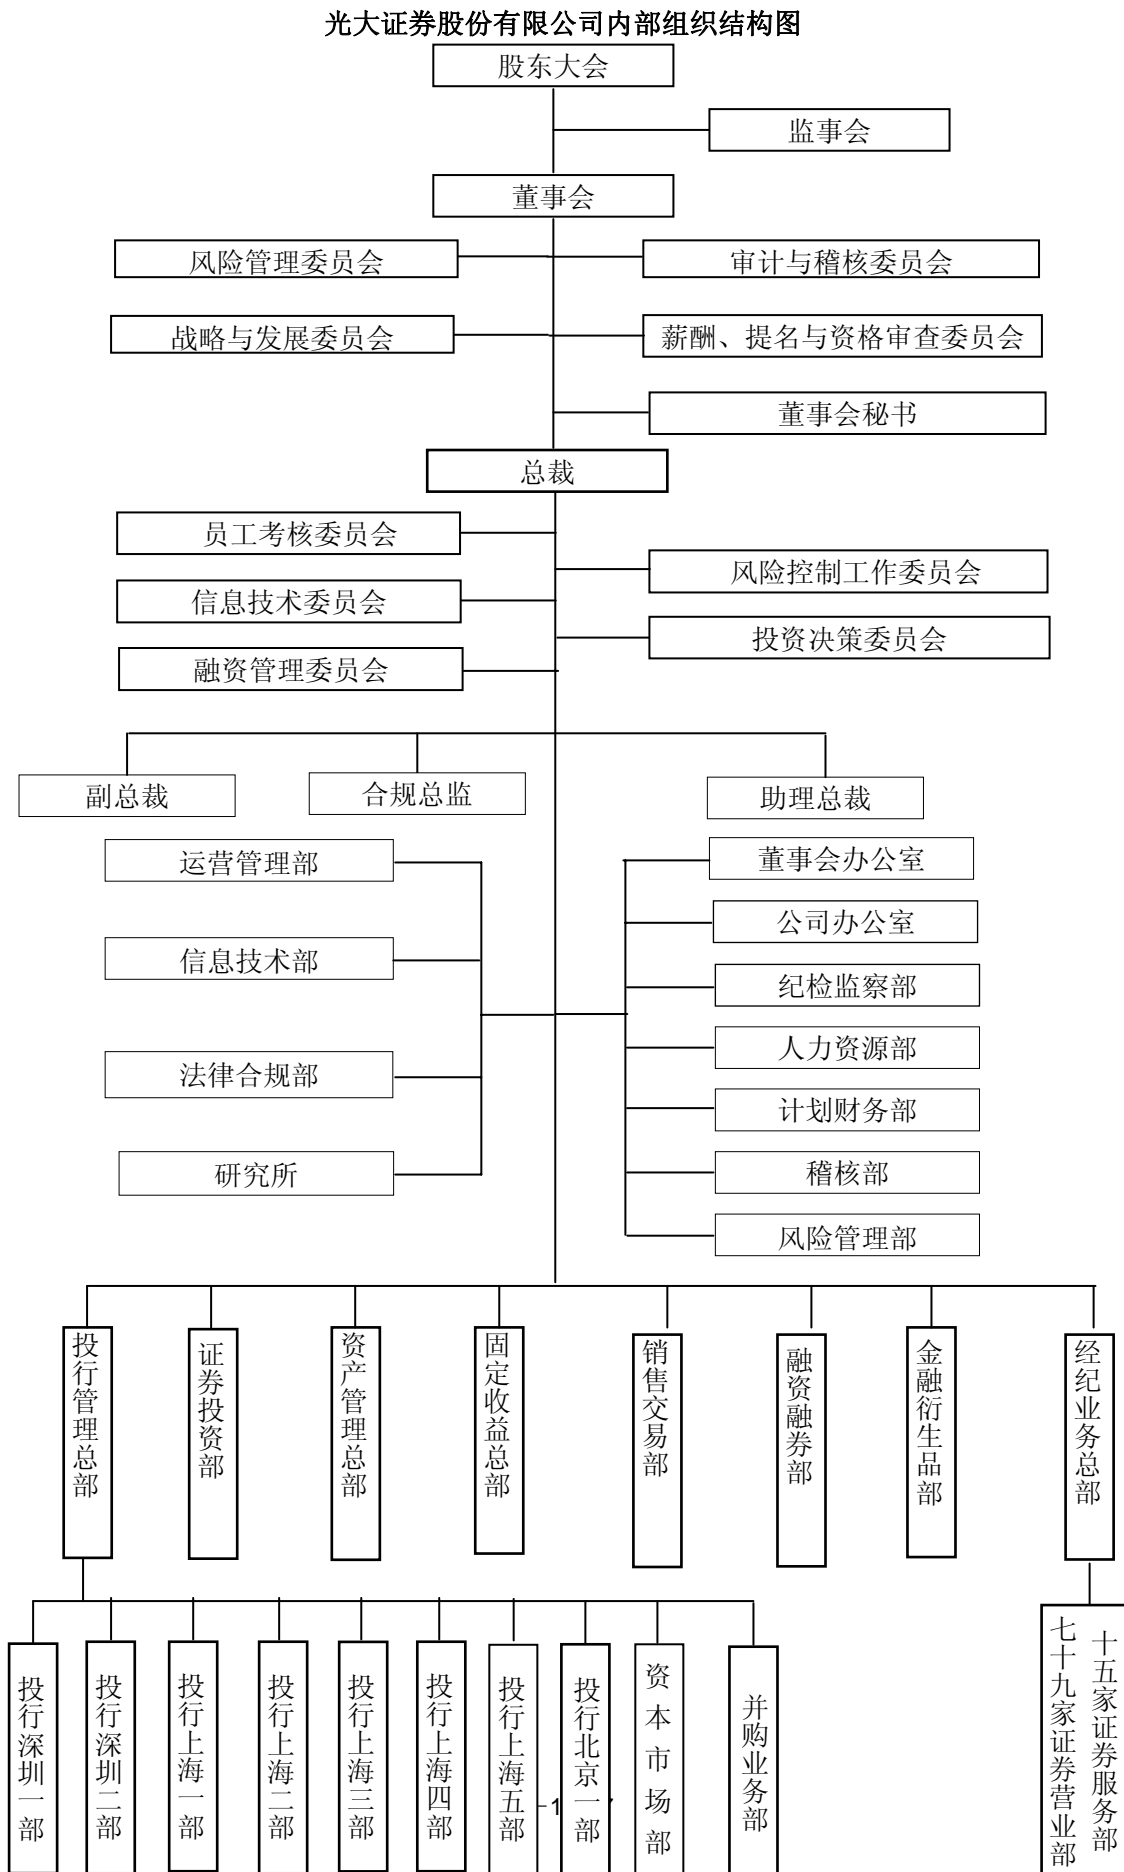 光大证券股份有限公司内部组织结构图
股东大会
监事会
董事会
风险管理委员会
审计与稽核委员会
战略与发展委员会
薪酬、提名与资格审查委员会
董事会秘书
总裁
员工考核委员会
风险控制工作委员会
信息技术委员会
投资决策委员会
融资管理委员会
副总裁
合规总监
助理总裁
运营管理部
董事会办公室
公司办公室
信息技术部
纪检监察部
人力资源部
法律合规部
计划财务部
研究所
稽核部
风险管理部
投行管理总部
证券投资部
资产管理总部
固定收益总部
销售交易部
融资融券部
金融衍生品部
经纪业务总部
投行深圳一部
投行深圳二部
投行上海一部
投行上海二部
投行上海三部
投行上海四部
投行上海五部
投行北京一部
资本市场部
并购业务部
七十九家证券营业部
十五家证券服务部